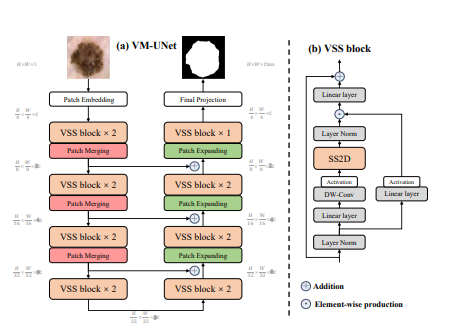 (a) VM-UNet
(b) VSS block
H×W×3
Patch Embedding
Final Projection
VSS block × 2
VSS block × 1
Patch Merging
Patch Expanding
VSS block × 2
VSS block × 2
Patch Merging
Patch Expanding
VSS block × 2
VSS block × 2
Patch Merging
Patch Expanding
VSS block × 2
VSS block × 2
Linear layer
Layer Norm
SS2D
Activation
Activation
DW-Conv
Linear layer
Linear layer
Layer Norm
Addition
Element-wise production